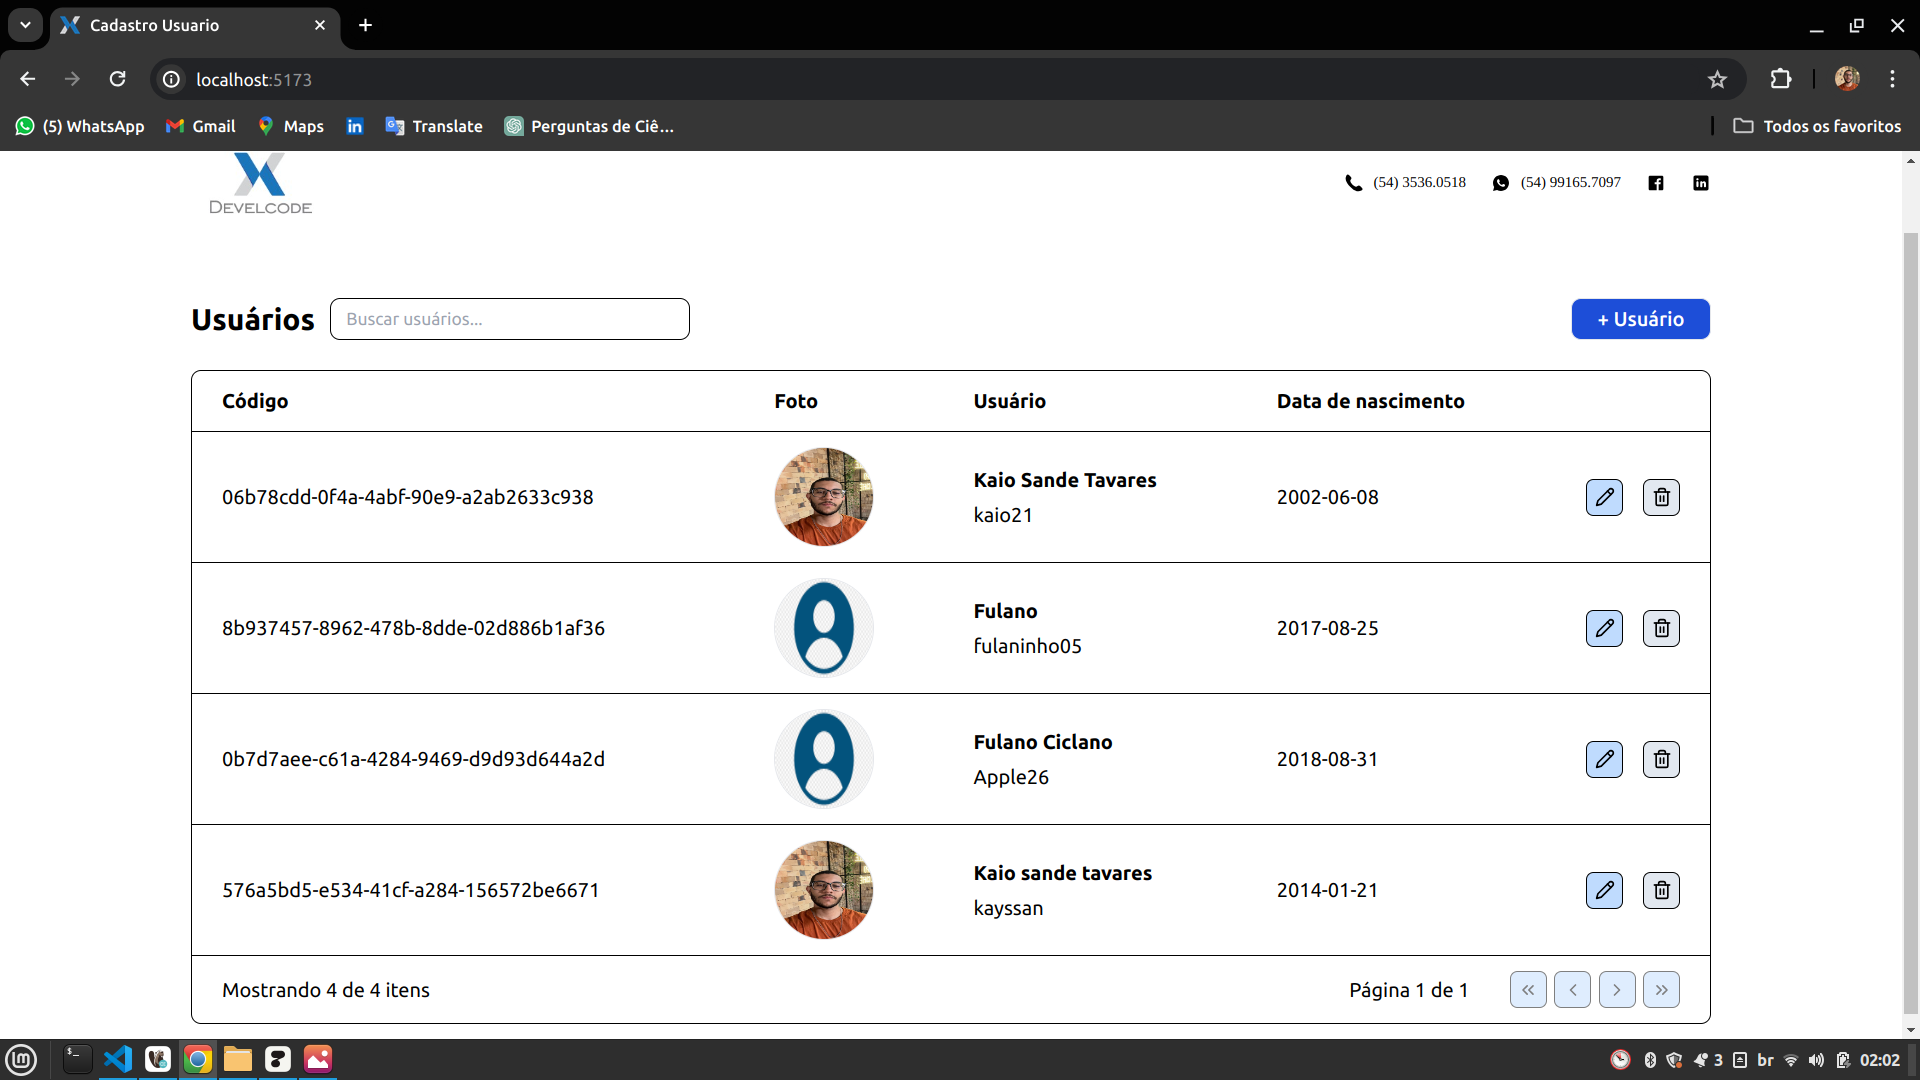 Cadastro Usuario
localhost:5173
(5) WhatsApp Gmail Maps Translate Perguntas de Ciê... Todos os favoritos
DEVELCODE
(54) 3536.0518 (54) 99165.7097
Usuários Buscar usuários... + Usuário
Código Foto Usuário Data de nascimento
06b78cdd-0f4a-4abf-90e9-a2ab2633c938 Kaio Sande Tavares 2002-06-08
kaio21
8b937457-8962-478b-8dde-02d886b1af36 Fulano 2017-08-25
fulaninho05
0b7d7aee-c61a-4284-9469-d9d93d644a2d Fulano Ciclano 2018-08-31
Apple26
576a5bd5-e534-41cf-a284-156572be6671 Kaio sande tavares 2014-01-21
kayssan
Mostrando 4 de 4 itens Página 1 de 1
3 br 02:02